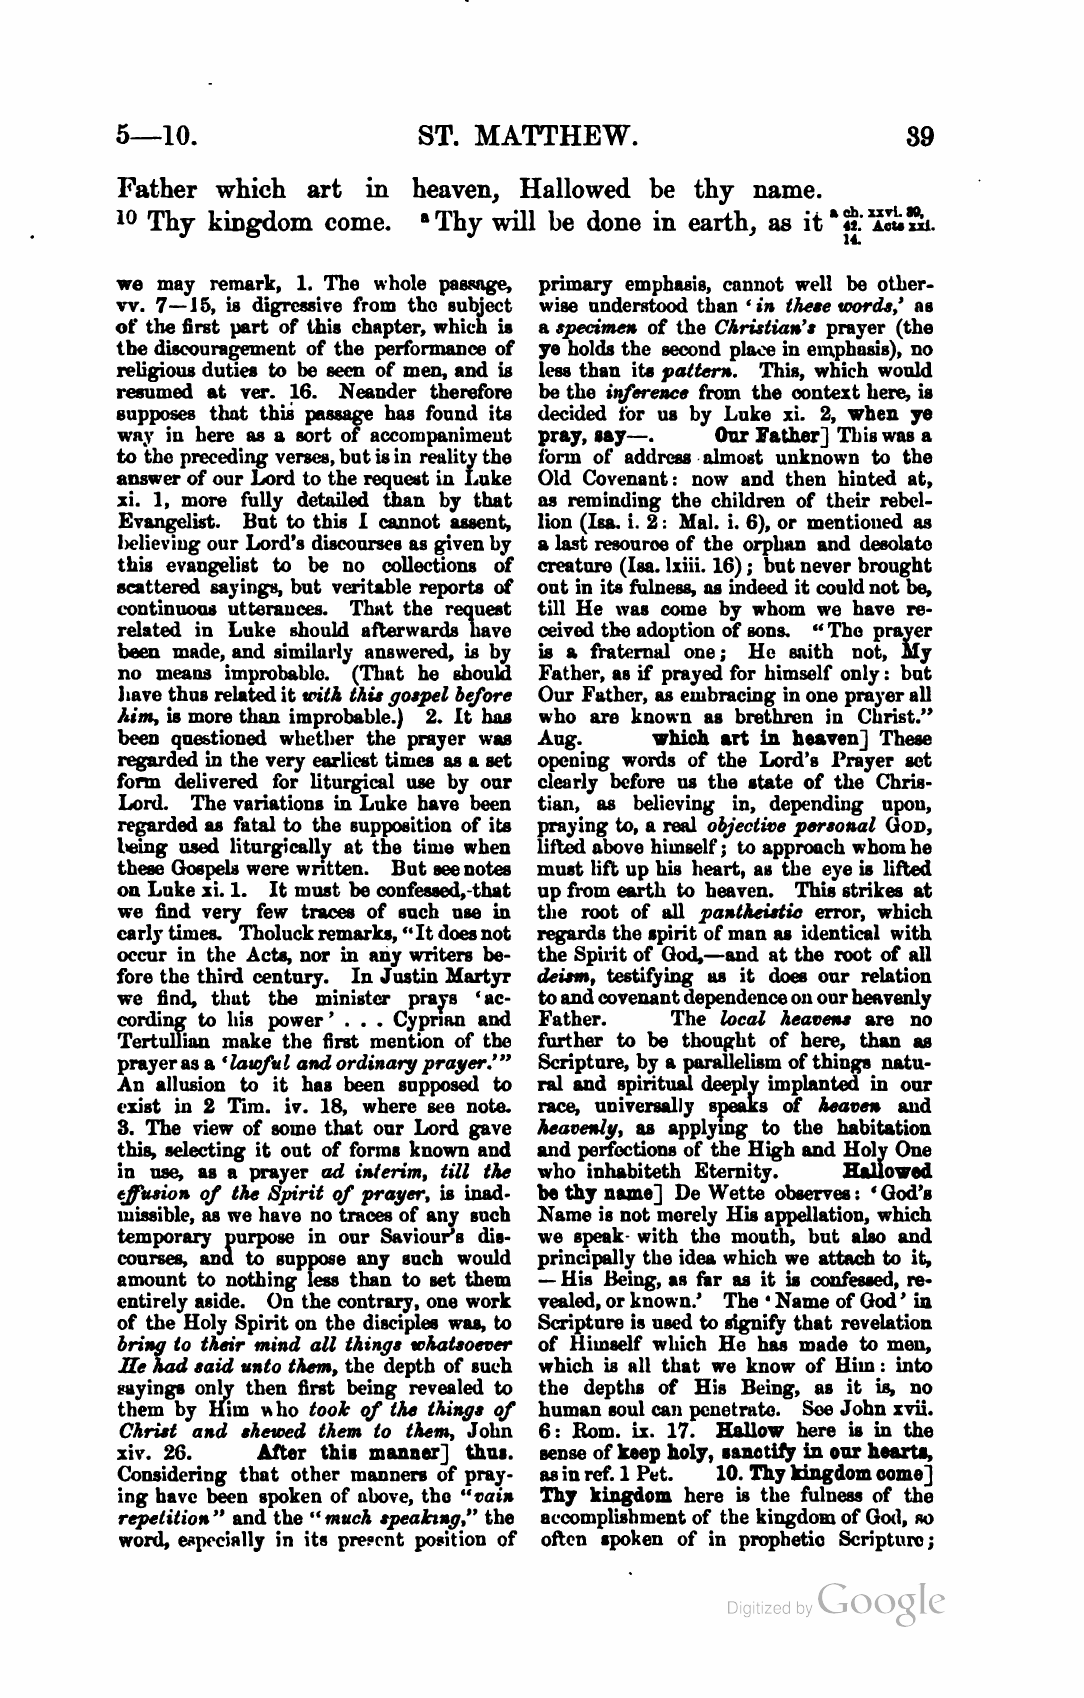 5—10.   ST. MATTHEW.   39
Father which art in heaven, Hallowed be thy name.
10 Thy kingdom come. a Thy will be done in earth, as it
a ch. xxvi. 39,
42. Acts xxi.
14.
we may remark, 1. The whole passage,
vv. 7—15, is digressive from the subject
of the first part of this chapter, which is
the discouragement of the performance of
religious duties to be seen of men, and is
resumed at ver. 16. Neander therefore
supposes that this passage has found its
way in here as a sort of accompaniment
to the preceding verses, but is in reality the
answer of our Lord to the request in Luke
xi. 1, more fully detailed than by that
Evangelist. But to this I cannot assent,
believing our Lord's discourses as given by
this evangelist to be no collections of
scattered sayings, but veritable reports of
continuous utterances. That the request
related in Luke should afterwards have
been made, and similarly answered, is by
no means improbable. (That he should
have thus related it with this gospel before
him, is more than improbable.) 2. It has
been questioned whether the prayer was
regarded in the very earliest times as a set
form delivered for liturgical use by our
Lord. The variations in Luke have been
regarded as fatal to the supposition of its
being used liturgically at the time when
these Gospels were written. But see notes
on Luke xi. 1. It must be confessed, that
we find very few traces of such use in
early times. Tholuck remarks, "It does not
occur in the Acts, nor in any writers be-
fore the third century. In Justin Martyr
we find, that the minister prays 'ac-
cording to his power' . . . Cyprian and
Tertullian make the first mention of the
prayer as a 'lawful and ordinary prayer.'"
An allusion to it has been supposed to
exist in 2 Tim. iv. 18, where see note.
3. The view of some that our Lord gave
this, selecting it out of forms known and
in use, as a prayer ad interim, till the
effusion of the Spirit of prayer, is inad-
missible, as we have no traces of any such
temporary purpose in our Saviour's dis-
courses, and to suppose any such would
amount to nothing less than to set them
entirely aside. On the contrary, one work
of the Holy Spirit on the disciples was, to
bring to their mind all things whatsoever
He had said unto them, the depth of such
sayings only then first being revealed to
them by Him who took of the things of
Christ and shewed them to them, John
xiv. 26. After this manner] thus.
Considering that other manners of pray-
ing have been spoken of above, the "vain
repetition" and the "much speaking," the
word, especially in its present position of
primary emphasis, cannot well be other-
wise understood than 'in these words,' as
a specimen of the Christian's prayer (the
ye holds the second place in emphasis), no
less than its pattern. This, which would
be the inference from the context here, is
decided for us by Luke xi. 2, when ye
pray, say—. Our Father] This was a
form of address almost unknown to the
Old Covenant: now and then hinted at,
as reminding the children of their rebel-
lion (Isa. i. 2: Mal. i. 6), or mentioned as
a last resource of the orphan and desolate
creature (Isa. lxiii. 16); but never brought
out in its fulness, as indeed it could not be,
till He was come by whom we have re-
ceived the adoption of sons. "The prayer
is a fraternal one; He saith not, My
Father, as if prayed for himself only: but
Our Father, as embracing in one prayer all
who are known as brethren in Christ."
Aug. which art in heaven] These
opening words of the Lord's Prayer set
clearly before us the state of the Chris-
tian, as believing in, depending upon,
praying to, a real objective personal GOD,
lifted above himself; to approach whom he
must lift up his heart, as the eye is lifted
up from earth to heaven. This strikes at
the root of all pantheistic error, which
regards the spirit of man as identical with
the Spirit of God,—and at the root of all
deism, testifying as it does our relation
to and covenant dependence on our heavenly
Father. The local heavens are no
further to be thought of here, than as
Scripture, by a parallelism of things natu-
ral and spiritual deeply implanted in our
race, universally speaks of heaven and
heavenly, as applying to the habitation
and perfections of the High and Holy One
who inhabiteth Eternity. Hallowed
be thy name] De Wette observes: 'God's
Name is not merely His appellation, which
we speak with the mouth, but also and
principally the idea which we attach to it,
—His Being, as far as it is confessed, re-
vealed, or known.' The 'Name of God' in
Scripture is used to signify that revelation
of Himself which He has made to men,
which is all that we know of Him: into
the depths of His Being, as it is, no
human soul can penetrate. See John xvii.
6: Rom. ix. 17. Hallow here is in the
sense of keep holy, sanctify in our hearts,
as in ref. 1 Pet. 10. Thy kingdom come]
Thy kingdom here is the fulness of the
accomplishment of the kingdom of God, so
often spoken of in prophetic Scripture;
Digitized by Google